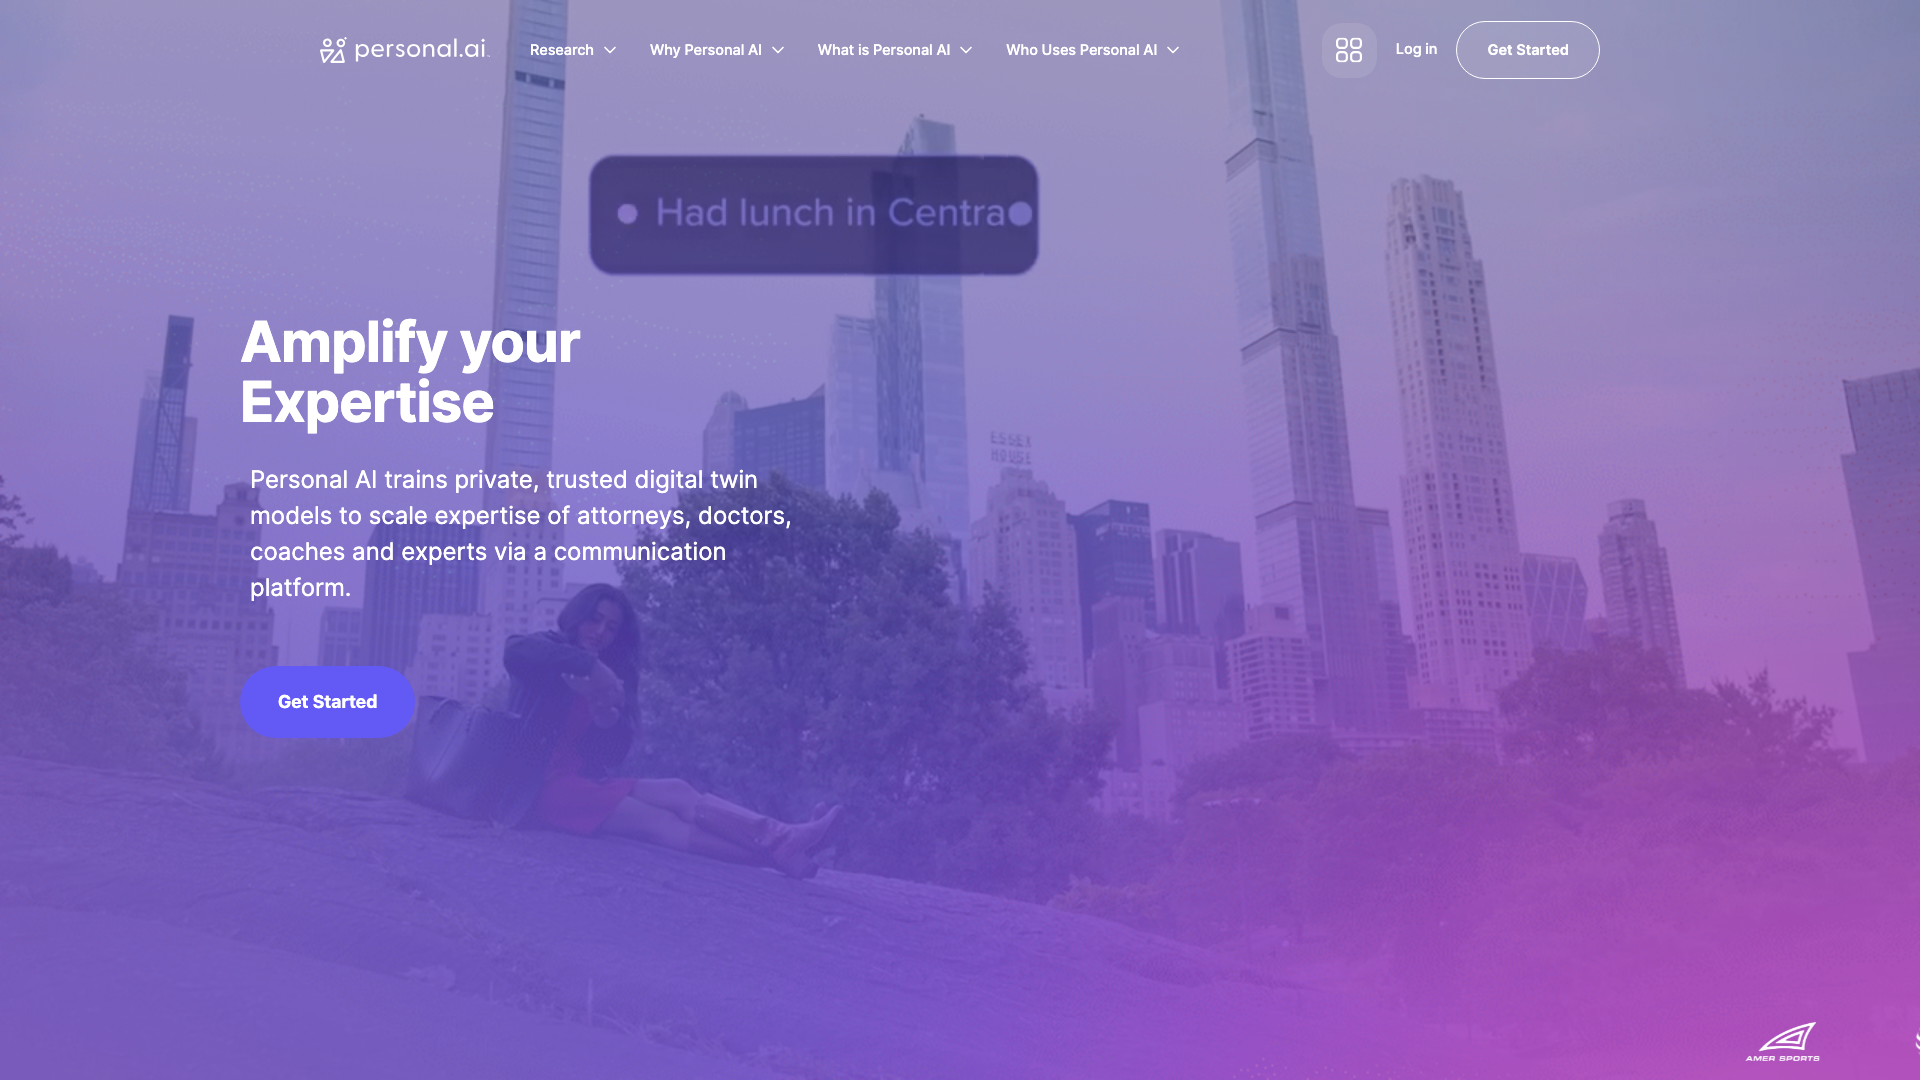 personal.ai
Research
Why Personal AI
What is Personal AI
Who Uses Personal AI
Log in
Get Started
Had lunch in Centra
Amplify your
Expertise
ESSEX
HOUSE
Personal AI trains private, trusted digital twin
models to scale expertise of attorneys, doctors,
coaches and experts via a communication
platform.
Get Started
AMER SPORTS